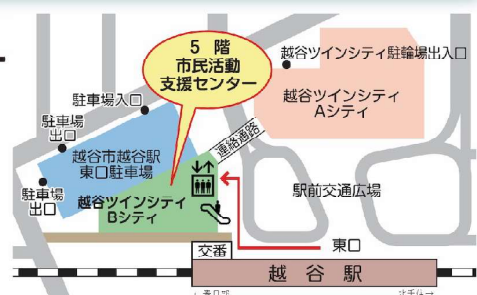 5 階
市民活動
支援センター
越谷ツインシティ駐輪場出入口
越谷ツインシティ
Aシティ
駐車場入口
駐車場
出口
越谷市越谷駅
東口駐車場
連絡通路
駐車場
出口
越谷ツインシティ
Bシティ
駅前交通広場
交番
東口
越 谷 駅